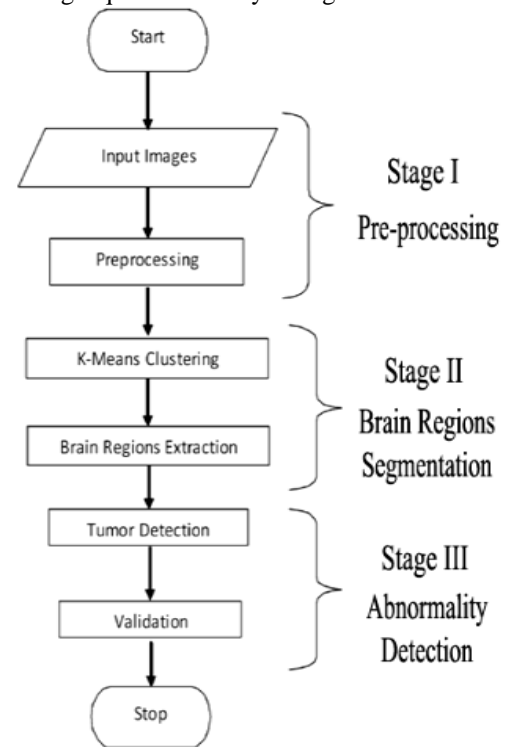 Start
Input Images
Preprocessing
Stage I
Pre-processing
K-Means Clustering
Brain Regions Extraction
Stage II
Brain Regions
Segmentation
Tumor Detection
Validation
Stage III
Abnormality
Detection
Stop